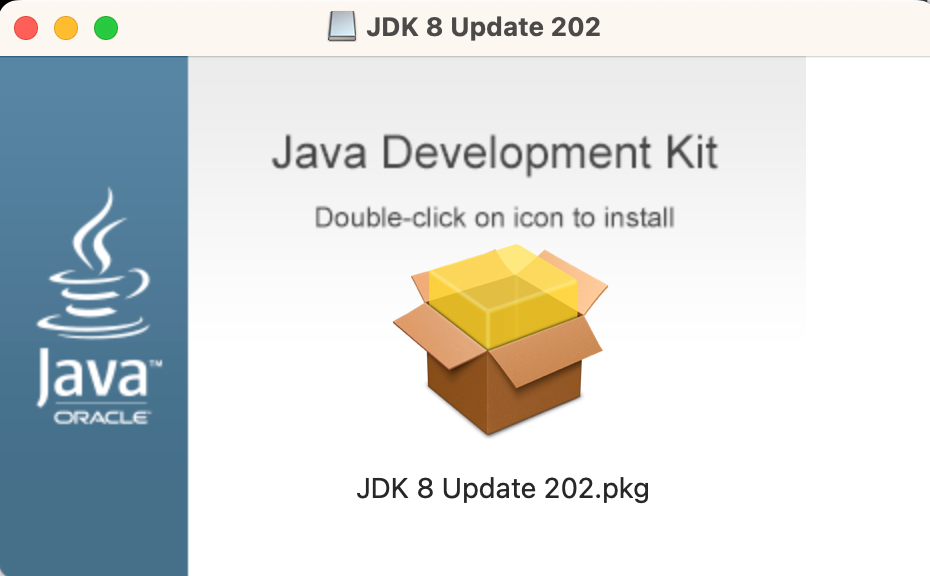 JDK 8 Update 202
Java Development Kit
Double-click on icon to install
Java™
ORACLE
JDK 8 Update 202.pkg